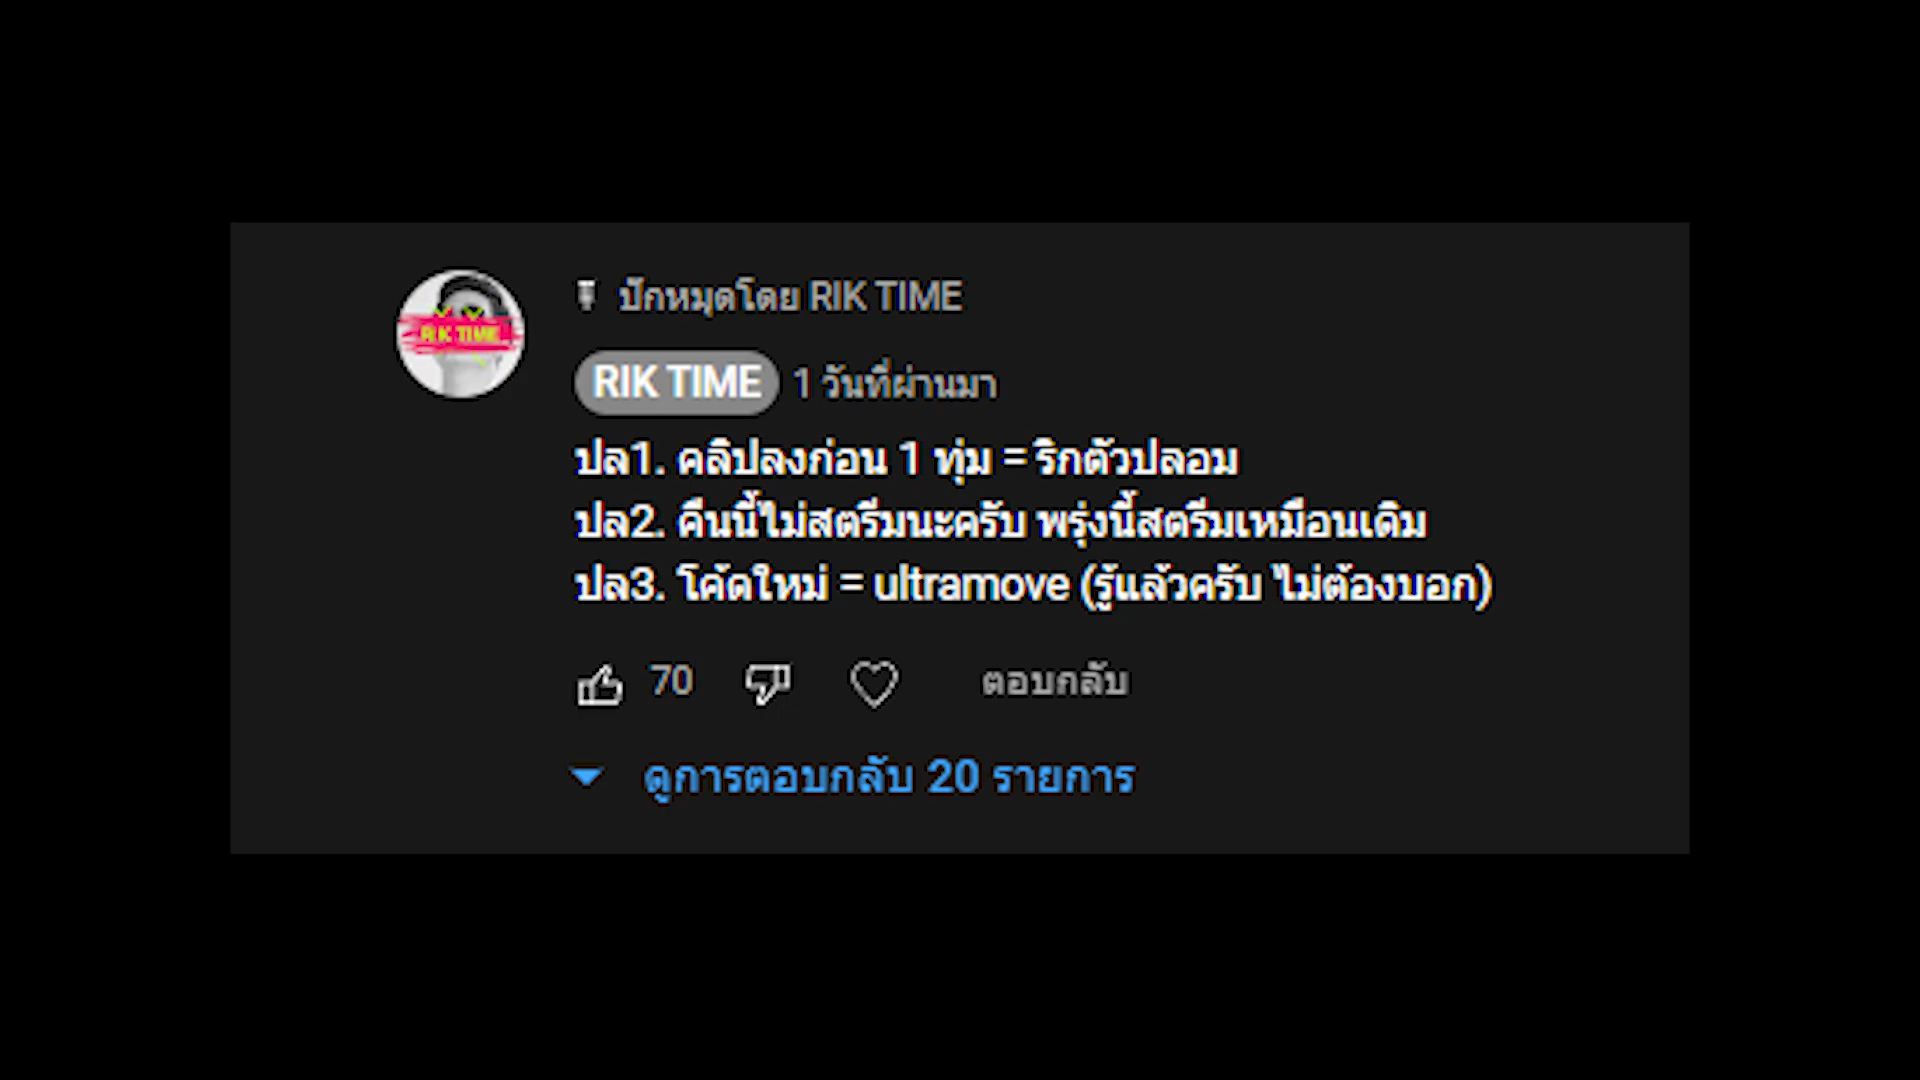 RIK TIME
ปักหมุดโดย RIK TIME
RIK TIME 1 วันที่ผ่านมา
ปล1. คลิปลงก่อน 1 ทุ่ม = ริกตัวปลอม
ปล2. คืนนี้ไม่สตรีมนะครับ พรุ่งนี้สตรีมเหมือนเดิม
ปล3. โค้ดใหม่ = ultramove (รู้แล้วครับ ไม่ต้องบอก)
70 ตอบกลับ
ดูการตอบกลับ 20 รายการ